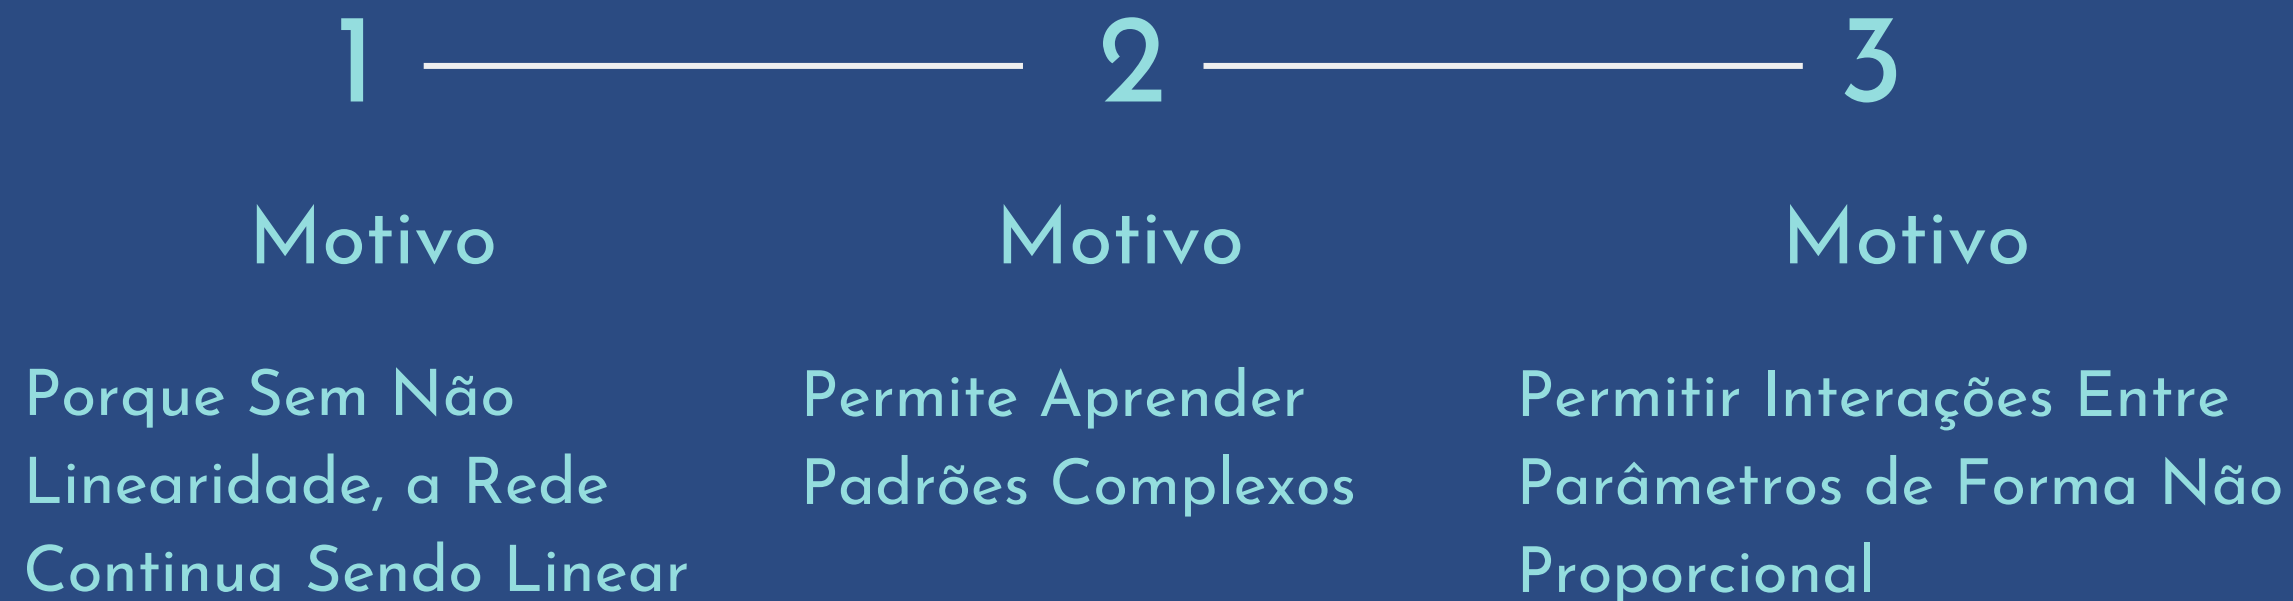 1
2
3
Motivo
Motivo
Motivo
Porque Sem Não
Linearidade, a Rede
Continua Sendo Linear
Permite Aprender
Padrões Complexos
Permitir Interações Entre
Parâmetros de Forma Não
Proporcional